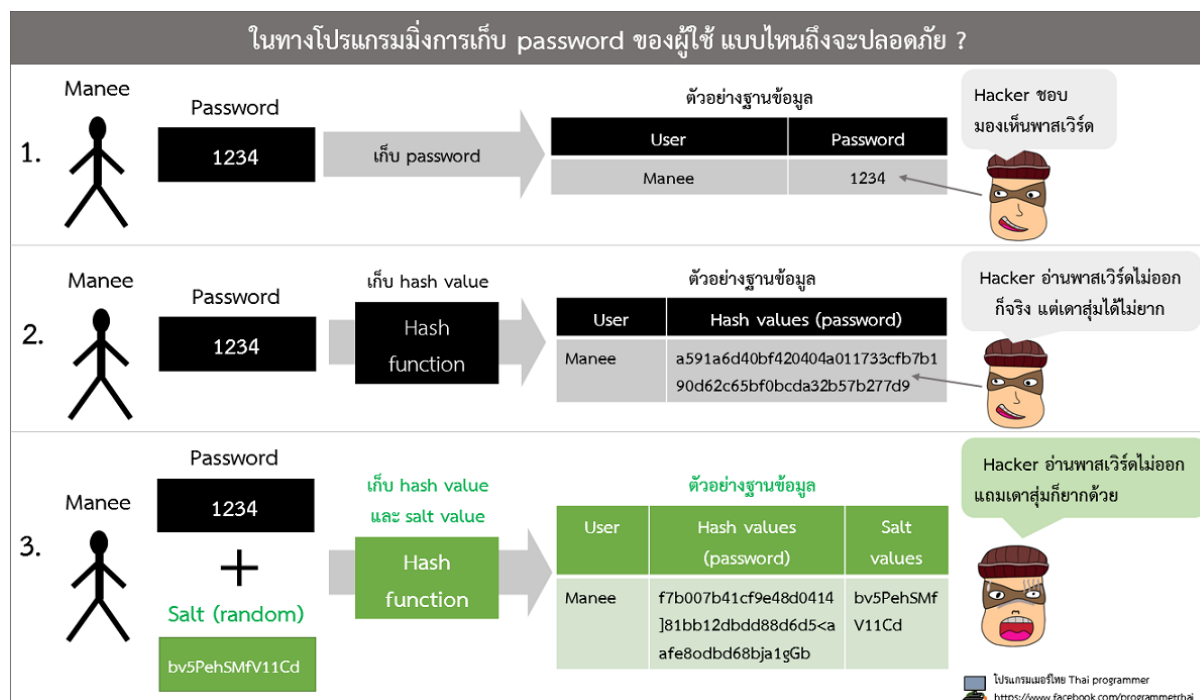 ในทางโปรแกรมมิ่งการเก็บ password ของผู้ใช้ แบบไหนถึงจะปลอดภัย ?
1.
Manee
Password
1234
เก็บ password
ตัวอย่างฐานข้อมูล
User
Password
Manee
1234
Hacker ชอบ
มองเห็นพาสเวิร์ด
2.
Manee
Password
1234
เก็บ hash value
Hash
function
ตัวอย่างฐานข้อมูล
User
Hash values (password)
Manee
a591a6d40bf420404a011733cfb7b1
90d62c65bf0bcda32b57b277d9
Hacker อ่านพาสเวิร์ดไม่ออก
ก็จริง แต่เดาสุ่มได้ไม่ยาก
3.
Manee
Password
1234
+
Salt (random)
bv5PehSMfV11Cd
เก็บ hash value
และ salt value
Hash
function
ตัวอย่างฐานข้อมูล
User
Hash values
(password)
Salt
values
Manee
f7b007b41cf9e48d0414
]81bb12dbdd88d6d5<a
afe8odbd68bja1gGb
bv5PehSMf
V11Cd
Hacker อ่านพาสเวิร์ดไม่ออก
แถมเดาสุ่มก็ยากด้วย
โปรแกรมเมอร์ไทย Thai programmer
https://www.facebook.com/programmerthai